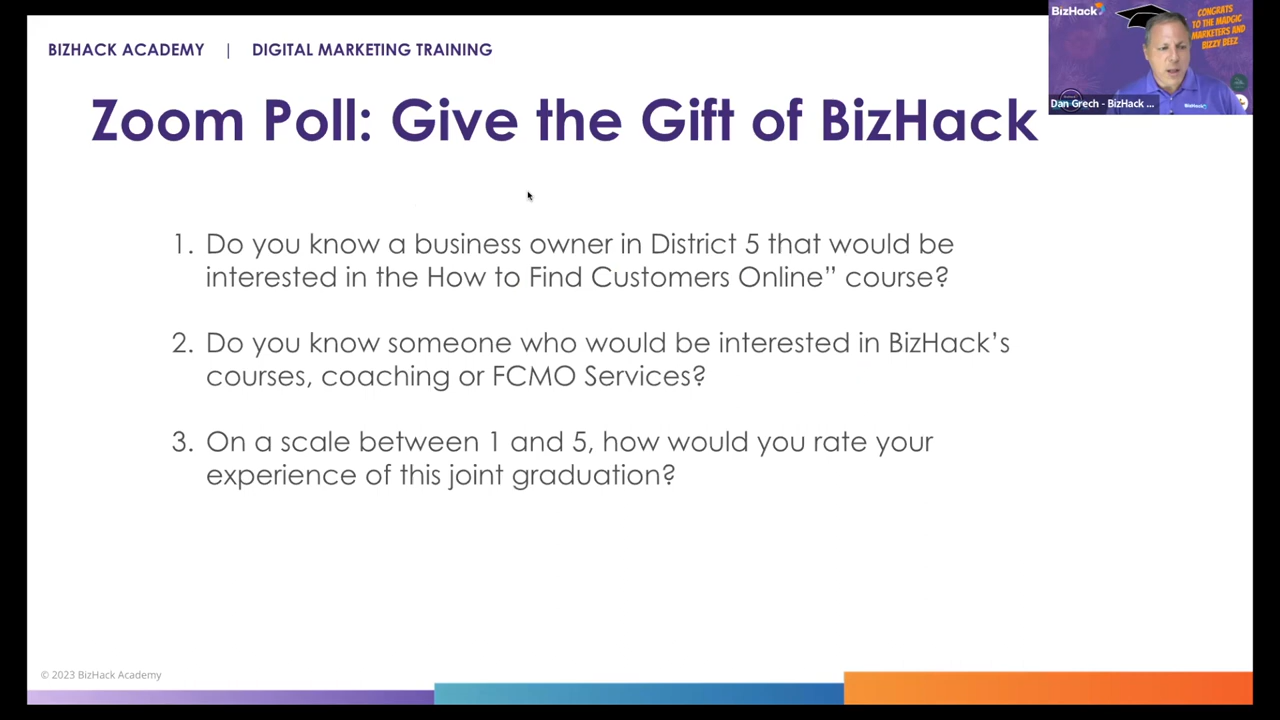 BIZHACK ACADEMY | DIGITAL MARKETING TRAINING
BizHack
CONGRATS
TO THE MADGIC
MARKETERS AND
BIZZY BEEZ
BizHack
Dan Grech - BizHack ...
Zoom Poll: Give the Gift of BizHack
1. Do you know a business owner in District 5 that would be
interested in the How to Find Customers Online” course?
2. Do you know someone who would be interested in BizHack’s
courses, coaching or FCMO Services?
3. On a scale between 1 and 5, how would you rate your
experience of this joint graduation?
© 2023 BizHack Academy